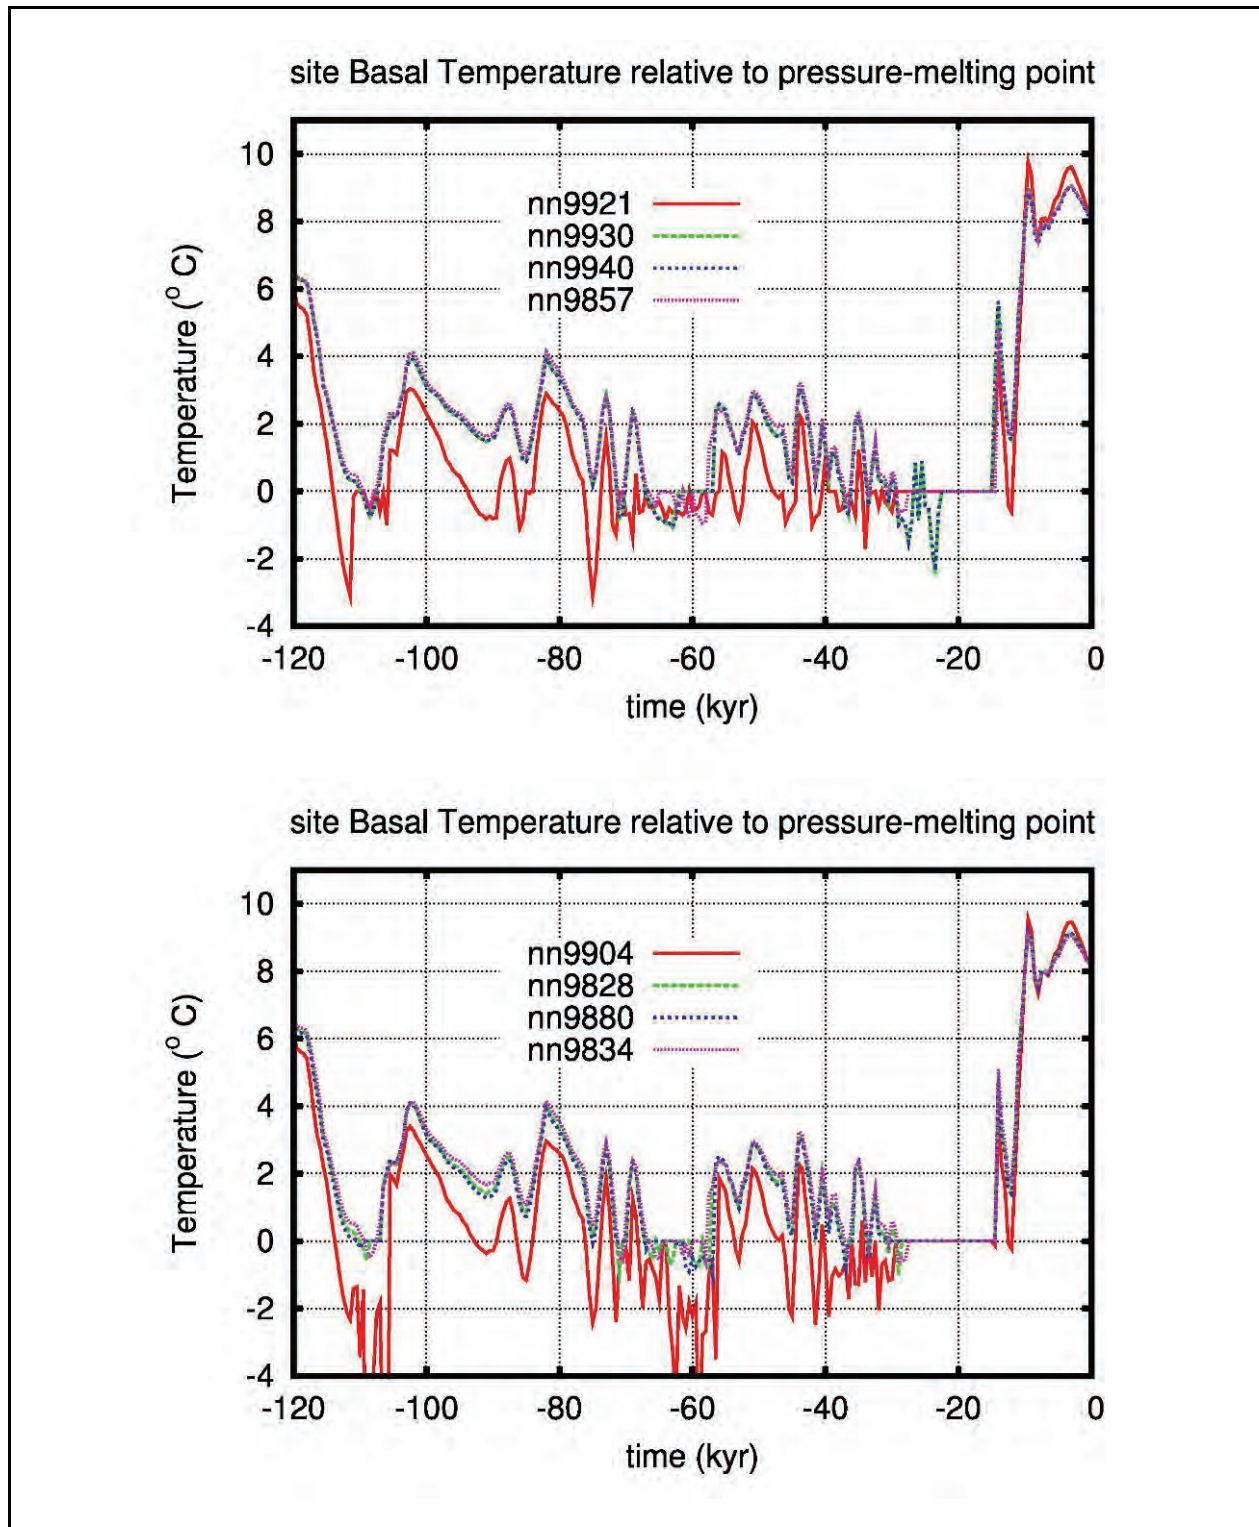 site Basal Temperature relative to pressure-melting point
10
8
6
4
2
0
-2
-4
Temperature (° C)
nn9921
nn9930
nn9940
nn9857
-120 -100 -80 -60 -40 -20 0
time (kyr)
site Basal Temperature relative to pressure-melting point
10
8
6
4
2
0
-2
-4
Temperature (° C)
nn9904
nn9828
nn9880
nn9834
-120 -100 -80 -60 -40 -20 0
time (kyr)